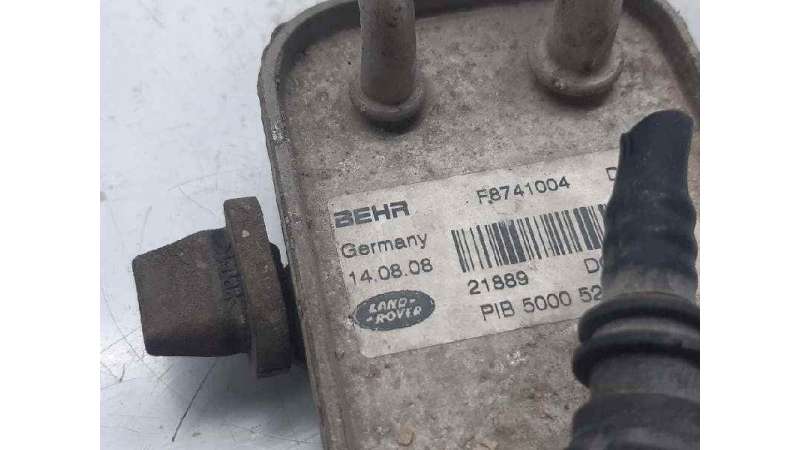 BEHR F8741004 D
Germany
14.08.08
21889 D
LAND-
-ROVER
PIB 5000 52